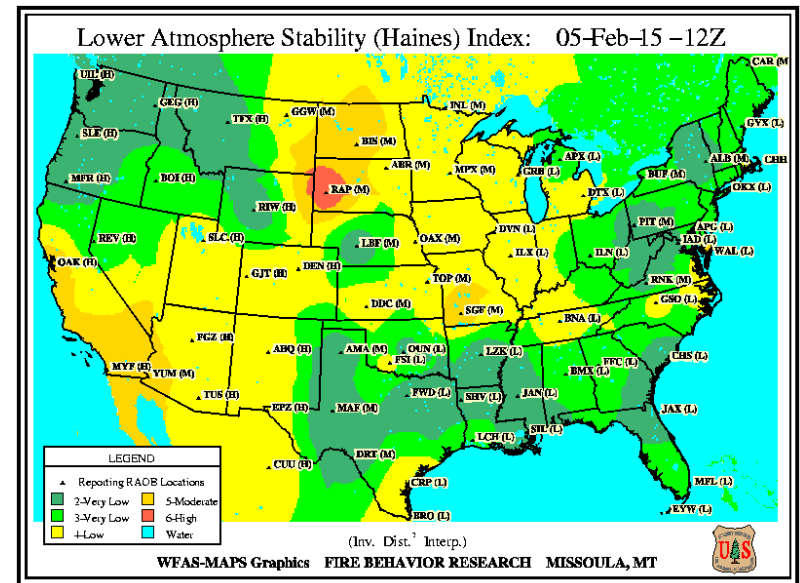 Lower Atmosphere Stability (Haines) Index: 05-Feb-15 -12Z
CAR (M
UIL (H)
GEG (H)
TFX (H)
GGW (M)
INL (M)
GYX (L)
SLE (H)
BIS (M)
ABR (M)
MPX (M)
GRB (L)
APX (L)
ALB (M)
CHH
MFR (H)
BOI (H)
RAP (M)
BUF (M)
OKX (L)
RIW (H)
DTX (L)
REV (H)
SLC (H)
LBF (M)
OAX (M)
DVN (L)
PIT (M)
APG (L)
IAD (L)
WAL (L)
OAK (H)
GJT (H)
DEN (H)
ILX (L)
ILN (L)
TOP (M)
RNK (M)
DDC (M)
SGF (M)
BNA (L)
GSO (L)
FGZ (H)
ABQ (H)
AMA (M)
OUN (L)
FSI (L)
LZK (L)
FFC (L)
CHS (L)
MYF (H)
YUM (M)
BMX (L)
TUS (H)
EPZ (H)
MAF (M)
FWD (L)
SHV (L)
JAN (L)
JAX (L)
LCH (L)
SIL (L)
DRT (M)
CUU (H)
CRP (L)
MFL (L)
BRO (L)
EYW (L)
LEGEND
Reporting RAOB Locations
2-Very Low
5-Moderate
3-Very Low
6-High
4-Low
Water
(Inv. Dist.² Interp.)
WFAS-MAPS Graphics FIRE BEHAVIOR RESEARCH MISSOULA, MT
U S